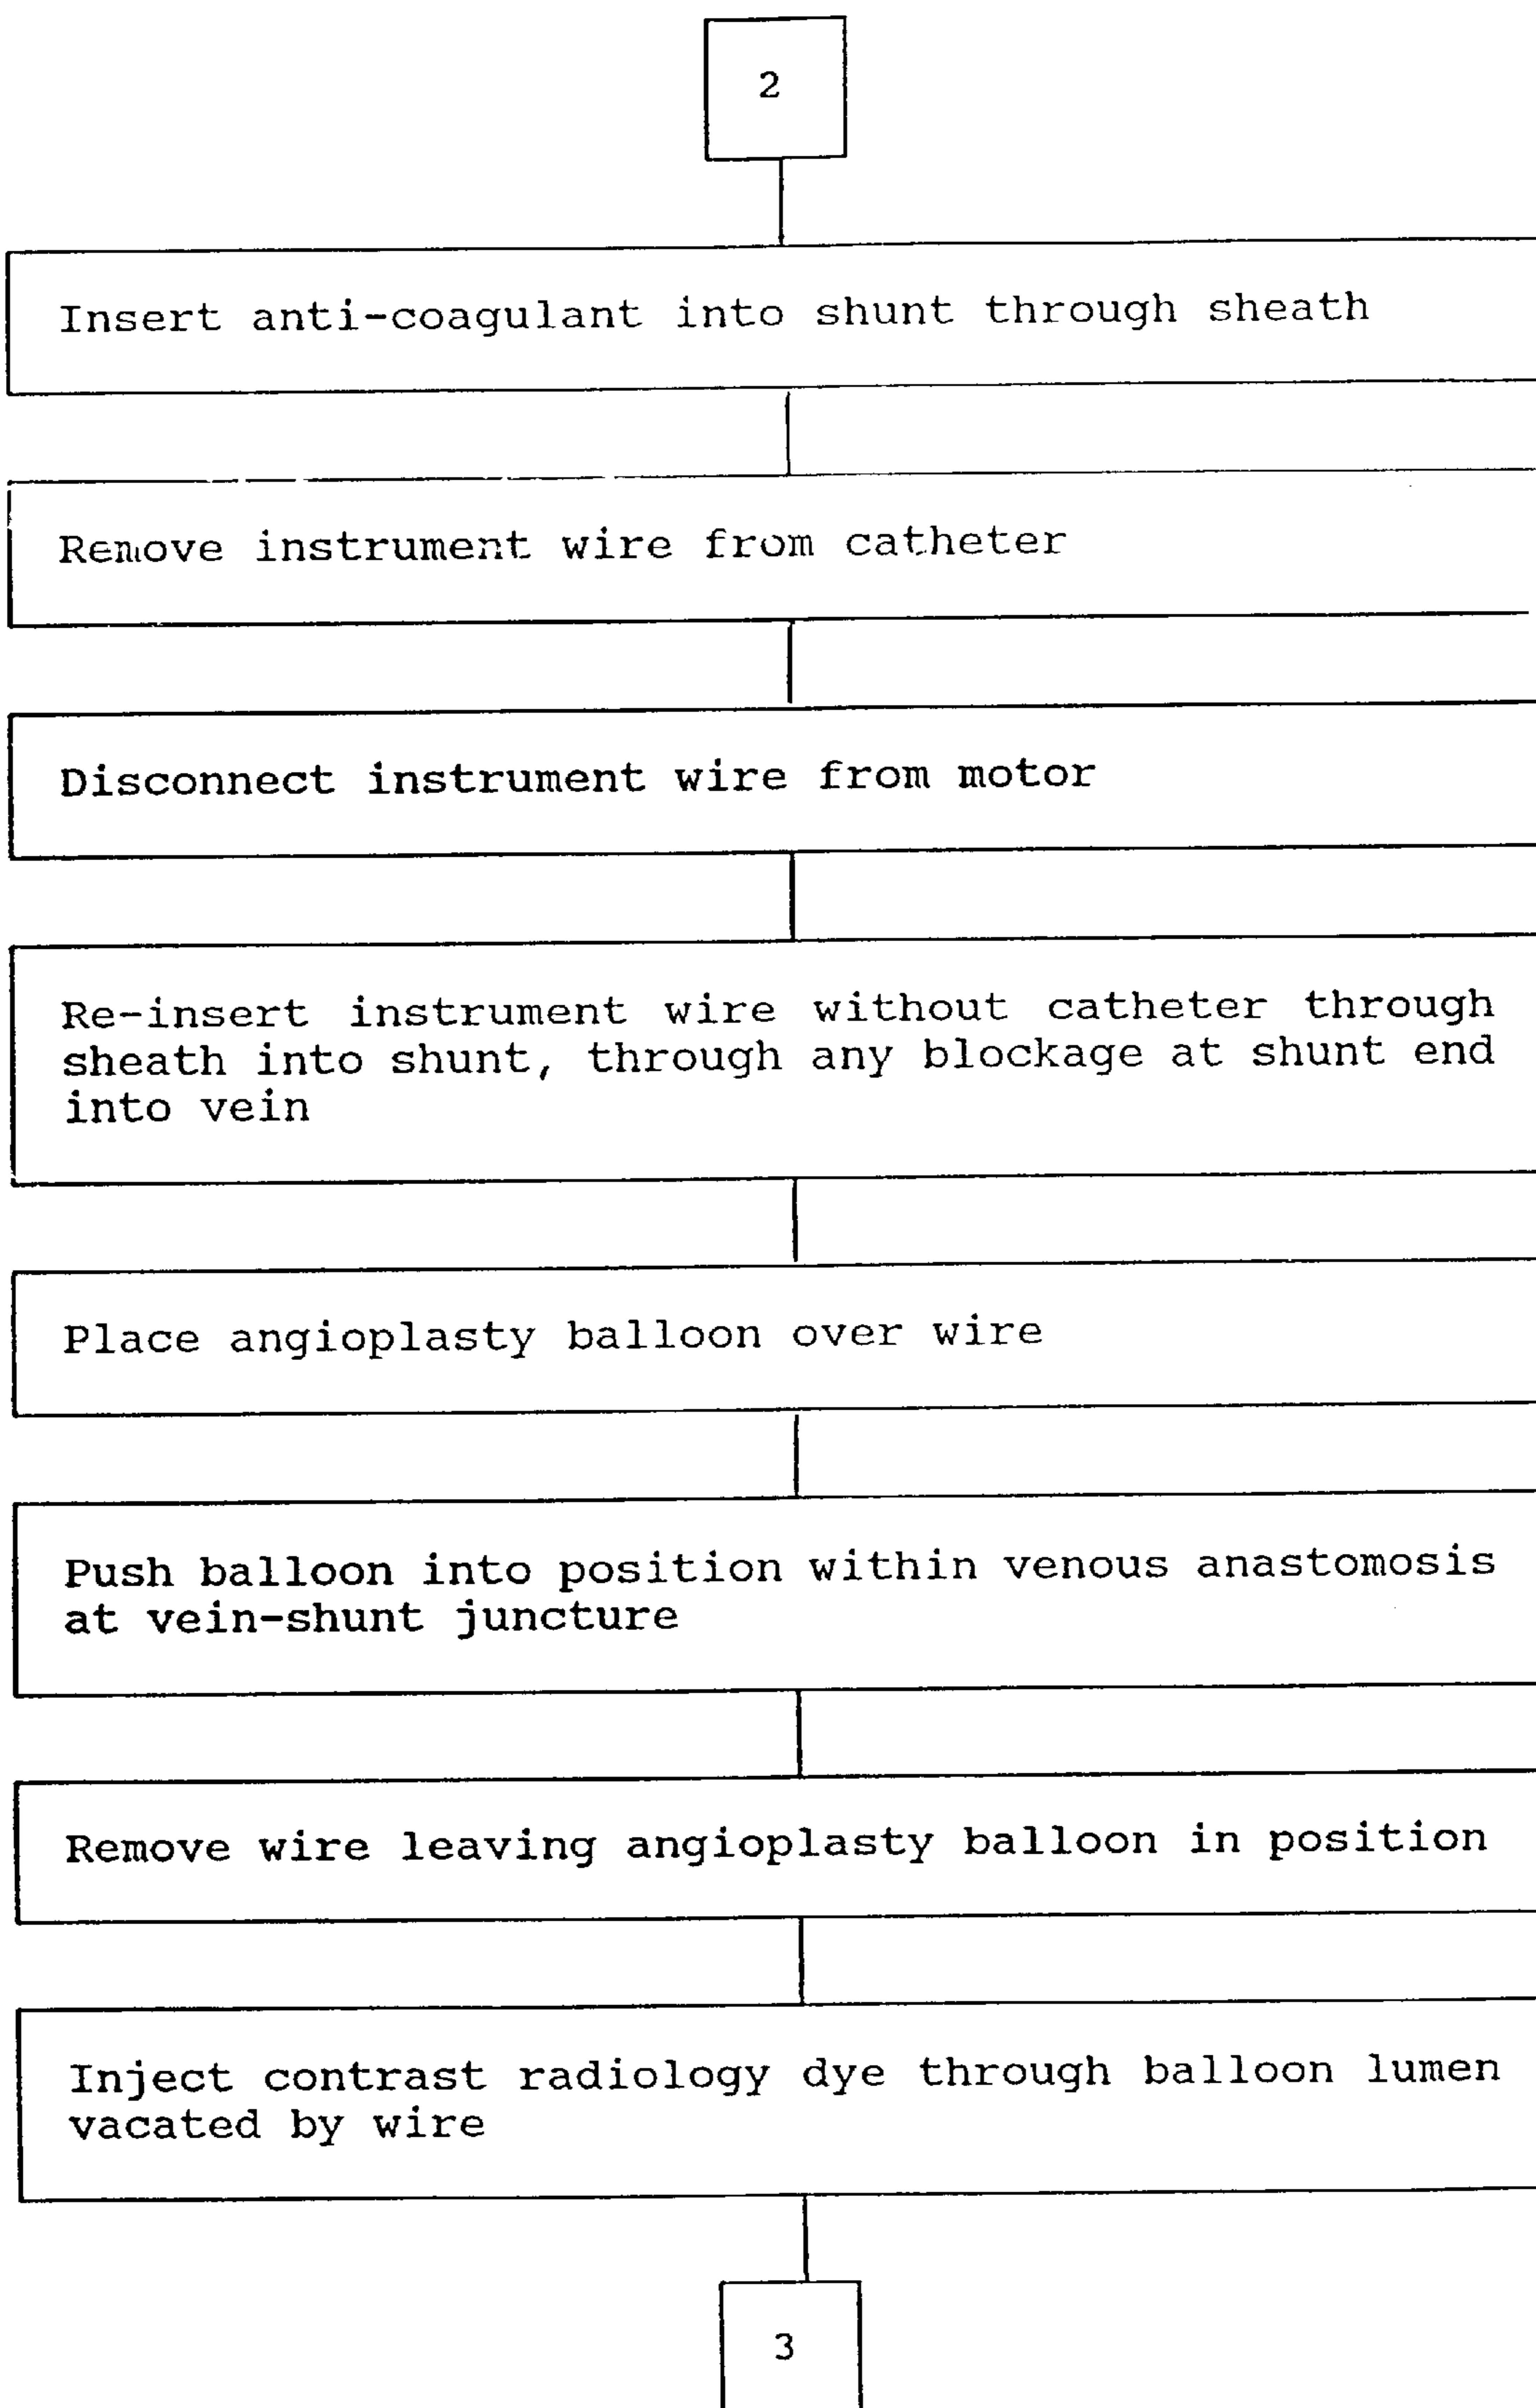 2
Insert anti-coagulant into shunt through sheath
Remove instrument wire from catheter
Disconnect instrument wire from motor
Re-insert instrument wire without catheter through
sheath into shunt, through any blockage at shunt end
into vein
Place angioplasty balloon over wire
Push balloon into position within venous anastomosis
at vein-shunt juncture
Remove wire leaving angioplasty balloon in position
Inject contrast radiology dye through balloon lumen
vacated by wire
3